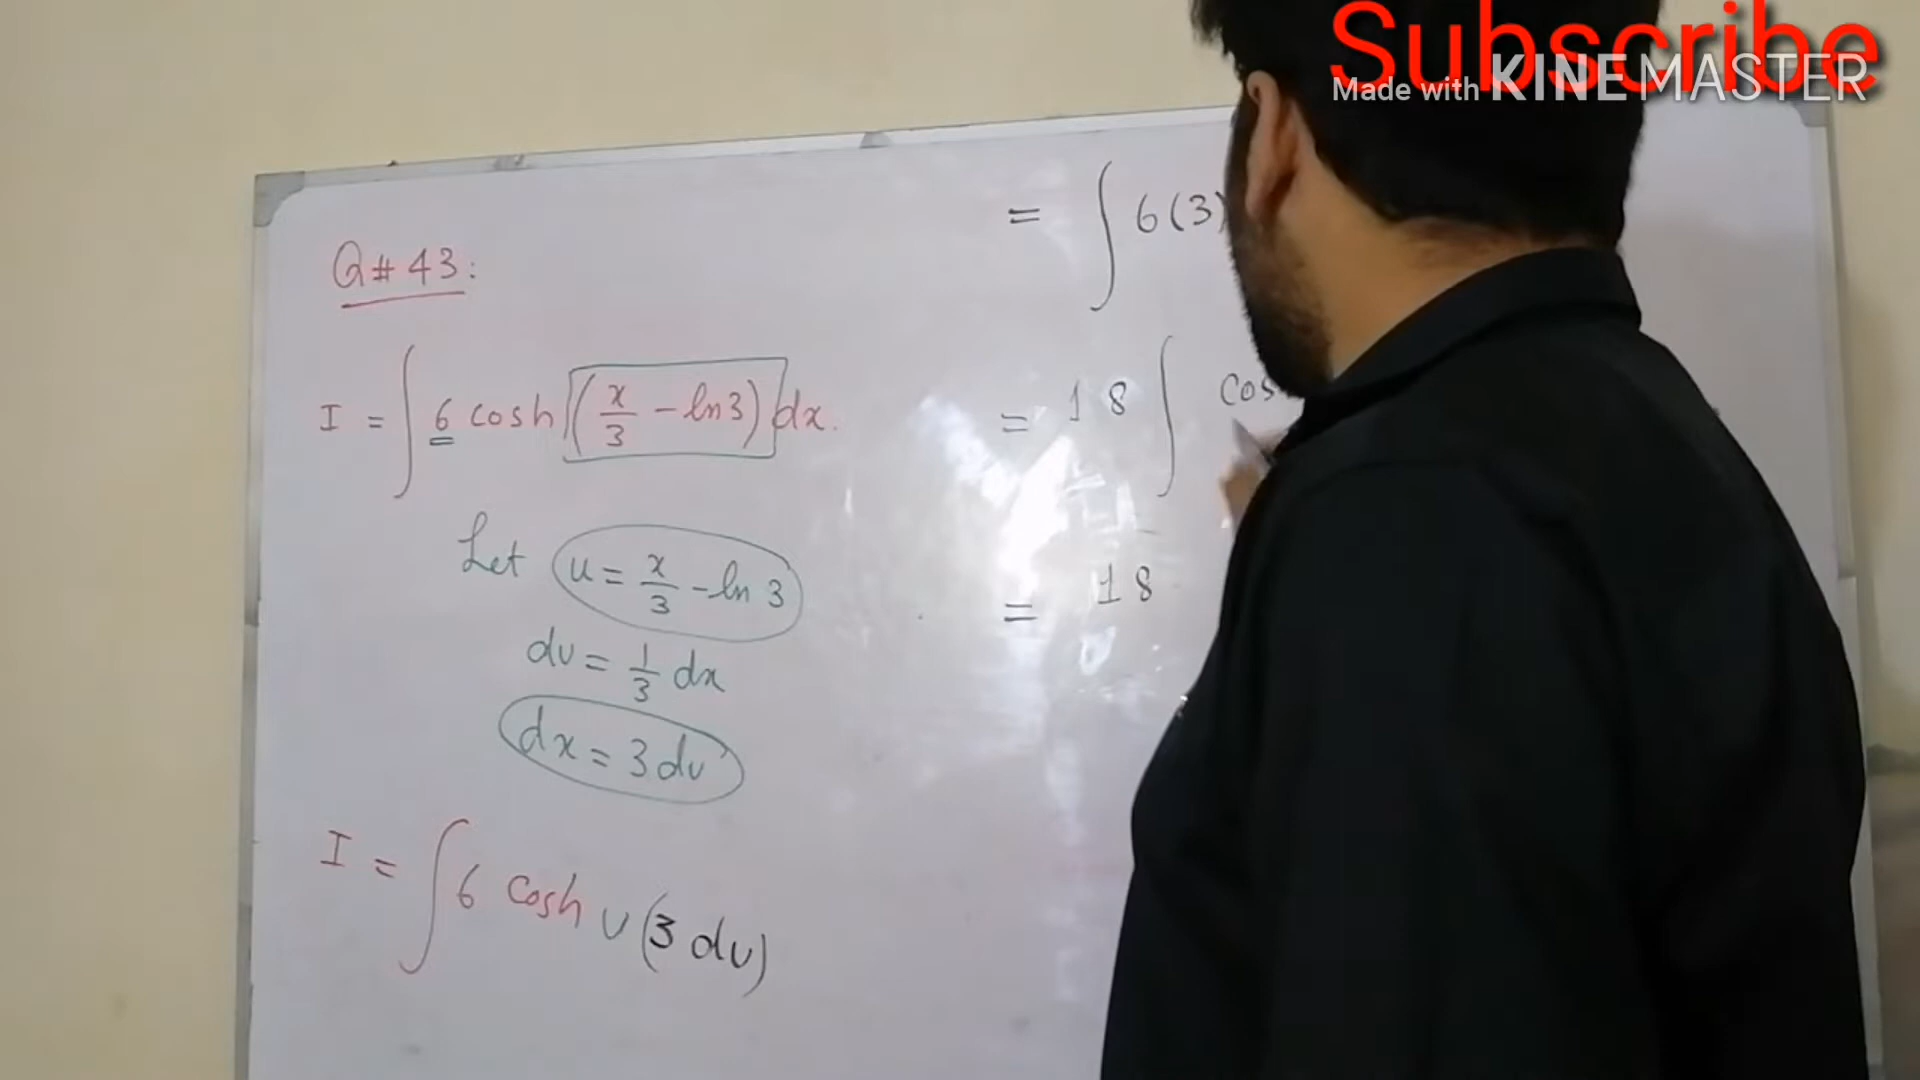 Subscribe
Made with KINEMASTER
Q# 43:
I = ∫ 6 cosh (x/3 - ln3) dx.
Let u = x/3 - ln 3
du = 1/3 dx
dx = 3 du
I = ∫ 6 cosh u (3 du)
= ∫ 6(3)
= 18 ∫ cos
= 18